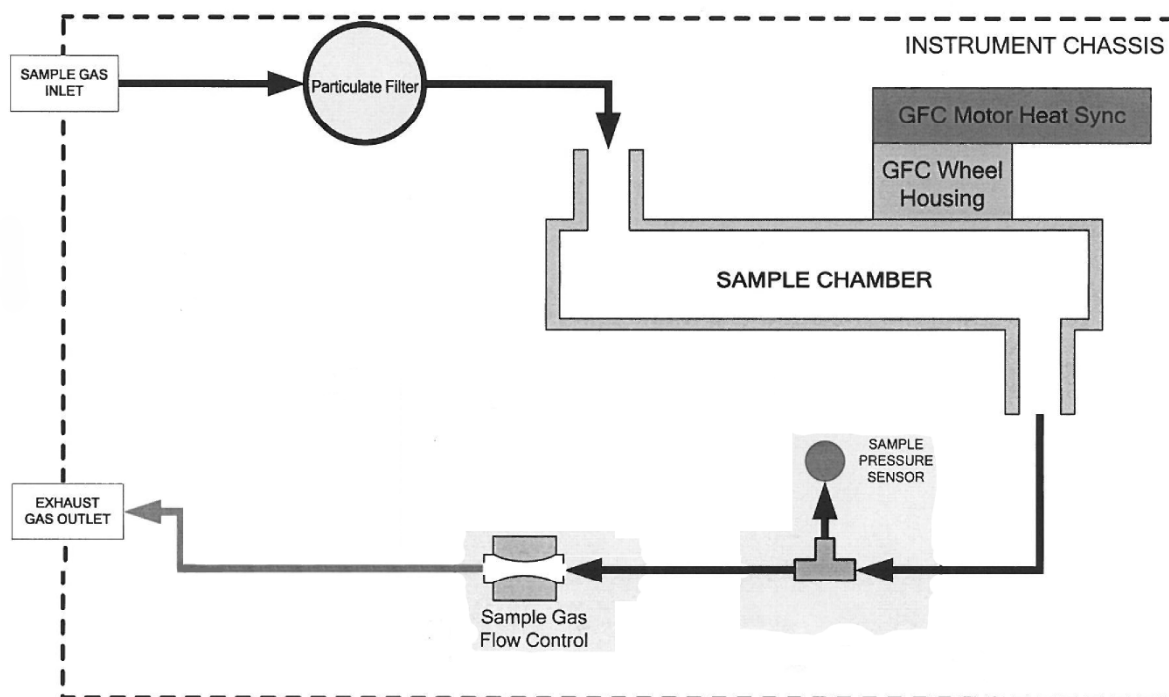 INSTRUMENT CHASSIS
SAMPLE GAS
INLET
Particulate Filter
GFC Motor Heat Sync
GFC Wheel
Housing
SAMPLE CHAMBER
SAMPLE
PRESSURE
SENSOR
EXHAUST
GAS OUTLET
Sample Gas
Flow Control